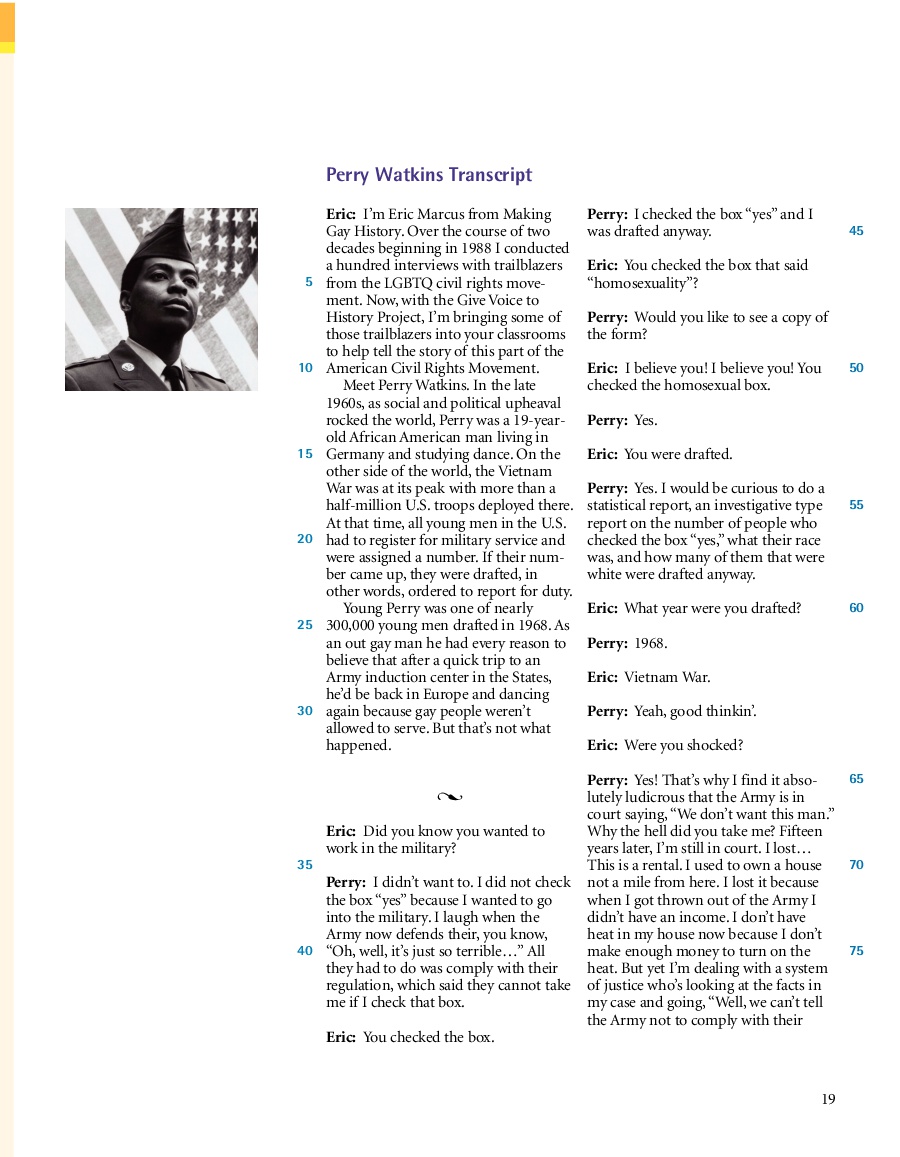 Perry Watkins Transcript
Eric: I’m Eric Marcus from Making
Gay History. Over the course of two
decades beginning in 1988 I conducted
a hundred interviews with trailblazers
5 from the LGBTQ civil rights move-
ment. Now, with the Give Voice to
History Project, I’m bringing some of
those trailblazers into your classrooms
to help tell the story of this part of the
10 American Civil Rights Movement.
Meet Perry Watkins. In the late
1960s, as social and political upheaval
rocked the world, Perry was a 19-year-
old African American man living in
15 Germany and studying dance. On the
other side of the world, the Vietnam
War was at its peak with more than a
half-million U.S. troops deployed there.
At that time, all young men in the U.S.
20 had to register for military service and
were assigned a number. If their num-
ber came up, they were drafted, in
other words, ordered to report for duty.
Young Perry was one of nearly
25 300,000 young men drafted in 1968. As
an out gay man he had every reason to
believe that after a quick trip to an
Army induction center in the States,
he’d be back in Europe and dancing
30 again because gay people weren’t
allowed to serve. But that’s not what
happened.
Eric: Did you know you wanted to
work in the military?
35
Perry: I didn’t want to. I did not check
the box “yes” because I wanted to go
into the military. I laugh when the
Army now defends their, you know,
40 “Oh, well, it’s just so terrible…” All
they had to do was comply with their
regulation, which said they cannot take
me if I check that box.
Eric: You checked the box.
Perry: I checked the box “yes” and I
was drafted anyway. 45
Eric: You checked the box that said
“homosexuality”?
Perry: Would you like to see a copy of
the form?
Eric: I believe you! I believe you! You 50
checked the homosexual box.
Perry: Yes.
Eric: You were drafted.
Perry: Yes. I would be curious to do a
statistical report, an investigative type 55
report on the number of people who
checked the box “yes,” what their race
was, and how many of them that were
white were drafted anyway.
Eric: What year were you drafted? 60
Perry: 1968.
Eric: Vietnam War.
Perry: Yeah, good thinkin’.
Eric: Were you shocked?
Perry: Yes! That’s why I find it abso- 65
lutely ludicrous that the Army is in
court saying, “We don’t want this man.”
Why the hell did you take me? Fifteen
years later, I’m still in court. I lost…
This is a rental. I used to own a house 70
not a mile from here. I lost it because
when I got thrown out of the Army I
didn’t have an income. I don’t have
heat in my house now because I don’t
make enough money to turn on the 75
heat. But yet I’m dealing with a system
of justice who’s looking at the facts in
my case and going, “Well, we can’t tell
the Army not to comply with their
19